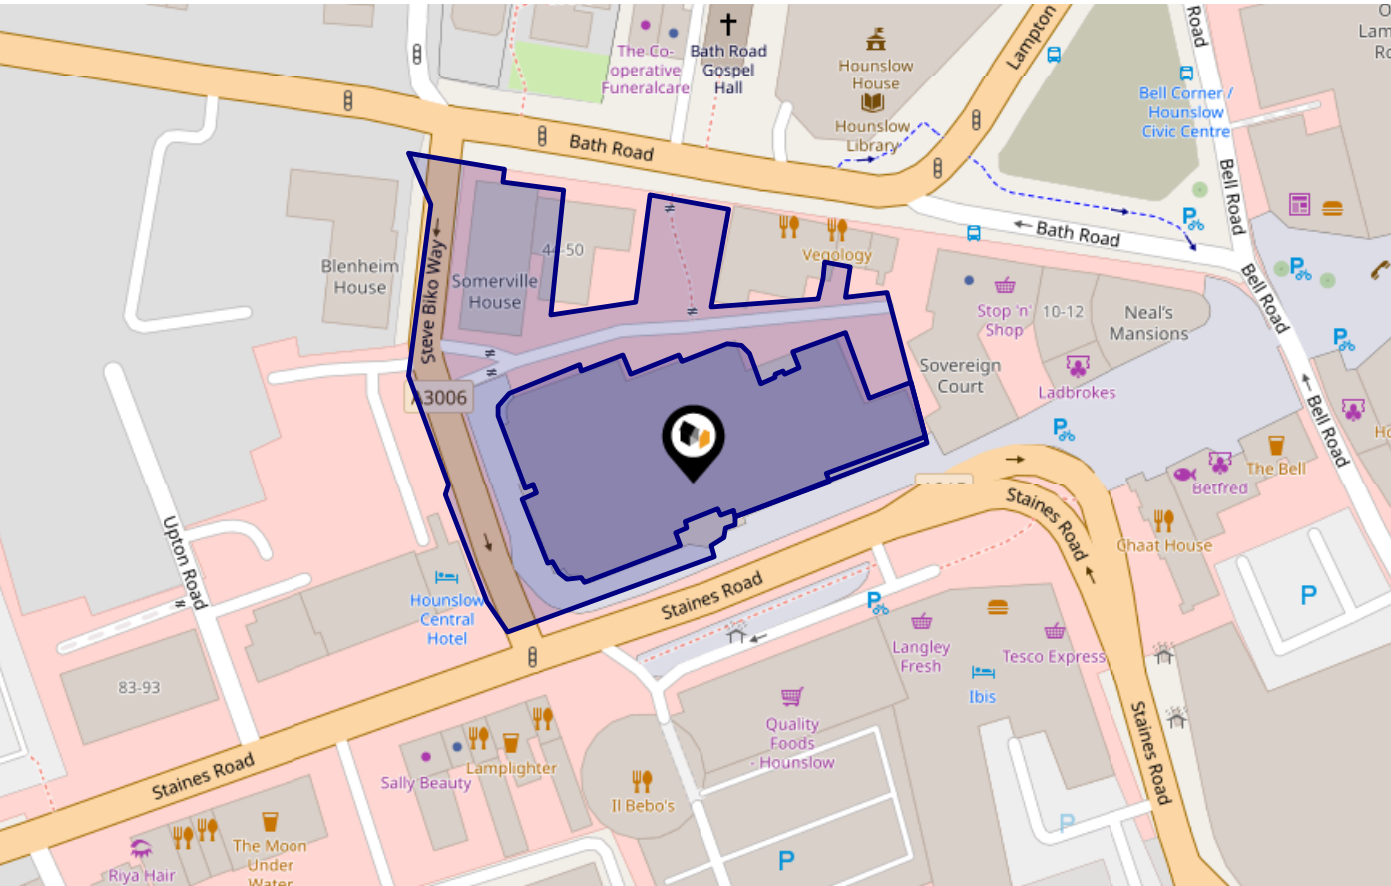 The Co-
operative
Funeralcare
Bath Road
Gospel
Hall
Hounslow
House
Hounslow
Library
Lampton
Road
Bell Corner /
Hounslow
Civic Centre
Bath Road
Bell Road
Bath Road
44-50
Vegology
Blenheim
House
Somerville
House
Steve Biko Way
Stop 'n'
Shop
10-12
Neal's
Mansions
Bell Road
Sovereign
Court
Ladbrokes
A3006
Bell Road
The Bell
Betfred
Staines Road
Chaat House
Upton Road
Hounslow
Central
Hotel
Staines Road
P
Langley
Fresh
Tesco Express
Ibis
83-93
Quality
Foods
- Hounslow
Staines Road
Staines Road
Sally Beauty
Lamplighter
Il Bebo's
P
The Moon
Under
Water
Riya Hair
P